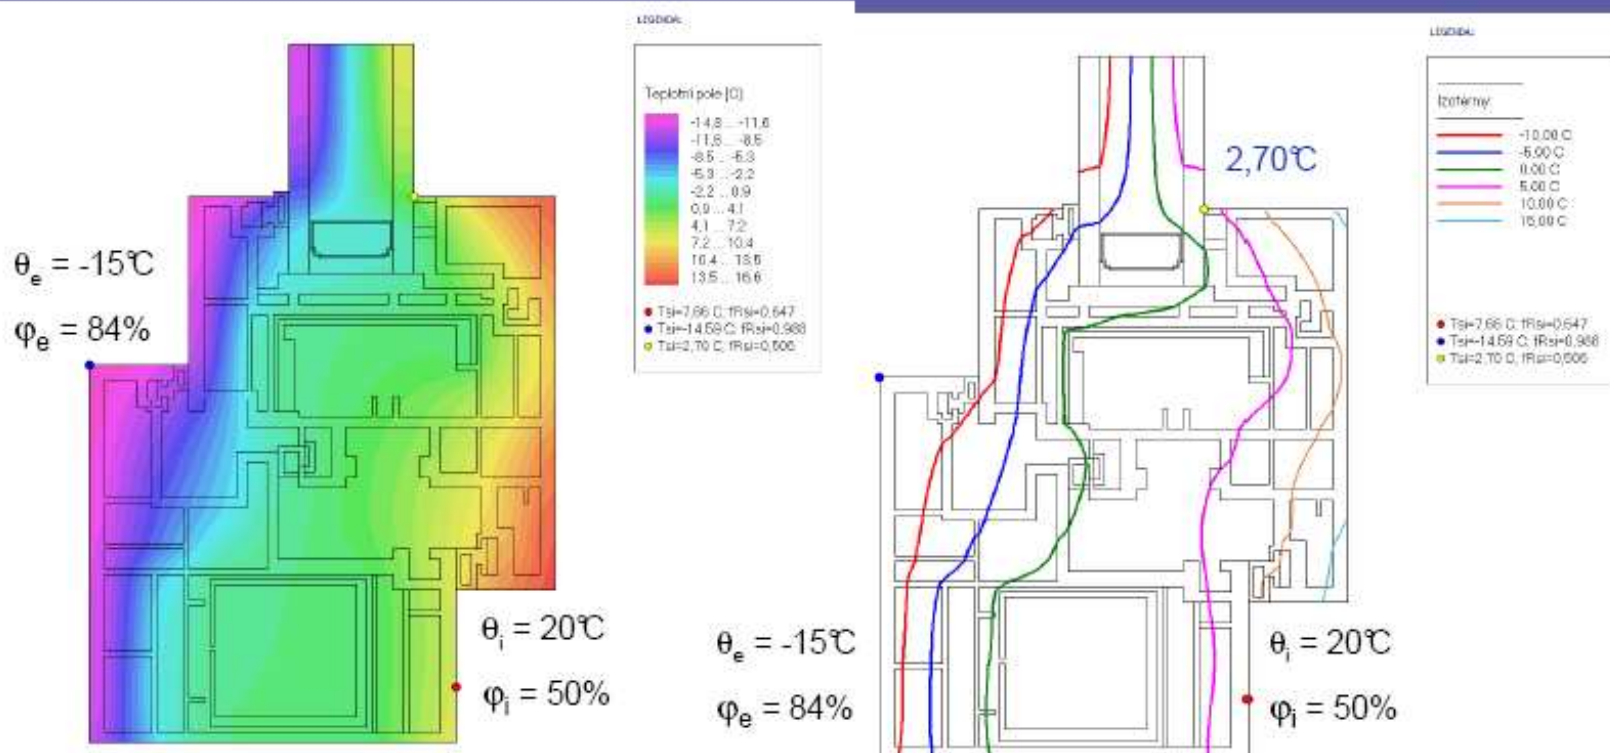 LEGENDA:
Teplotní pole [C]
-14,8 ... -11,6
-11,6 ... -8,5
-8,5 ... -5,3
-5,3 ... -2,2
-2,2 ... 0,9
0,9 ... 4,1
4,1 ... 7,2
7,2 ... 10,4
10,4 ... 13,5
13,5 ... 16,6
Tsi=7,66 C; fRsi=0,647
Tsi=-14,59 C; fRsi=0,988
Tsi=2,70 C; fRsi=0,506
θe = -15°C
φe = 84%
θi = 20°C
φi = 50%
LEGENDA:
Izotermy:
-10,00 C
-5,00 C
0,00 C
5,00 C
10,00 C
15,00 C
Tsi=7,66 C; fRsi=0,647
Tsi=-14,59 C; fRsi=0,988
Tsi=2,70 C; fRsi=0,506
2,70°C
θe = -15°C
φe = 84%
θi = 20°C
φi = 50%